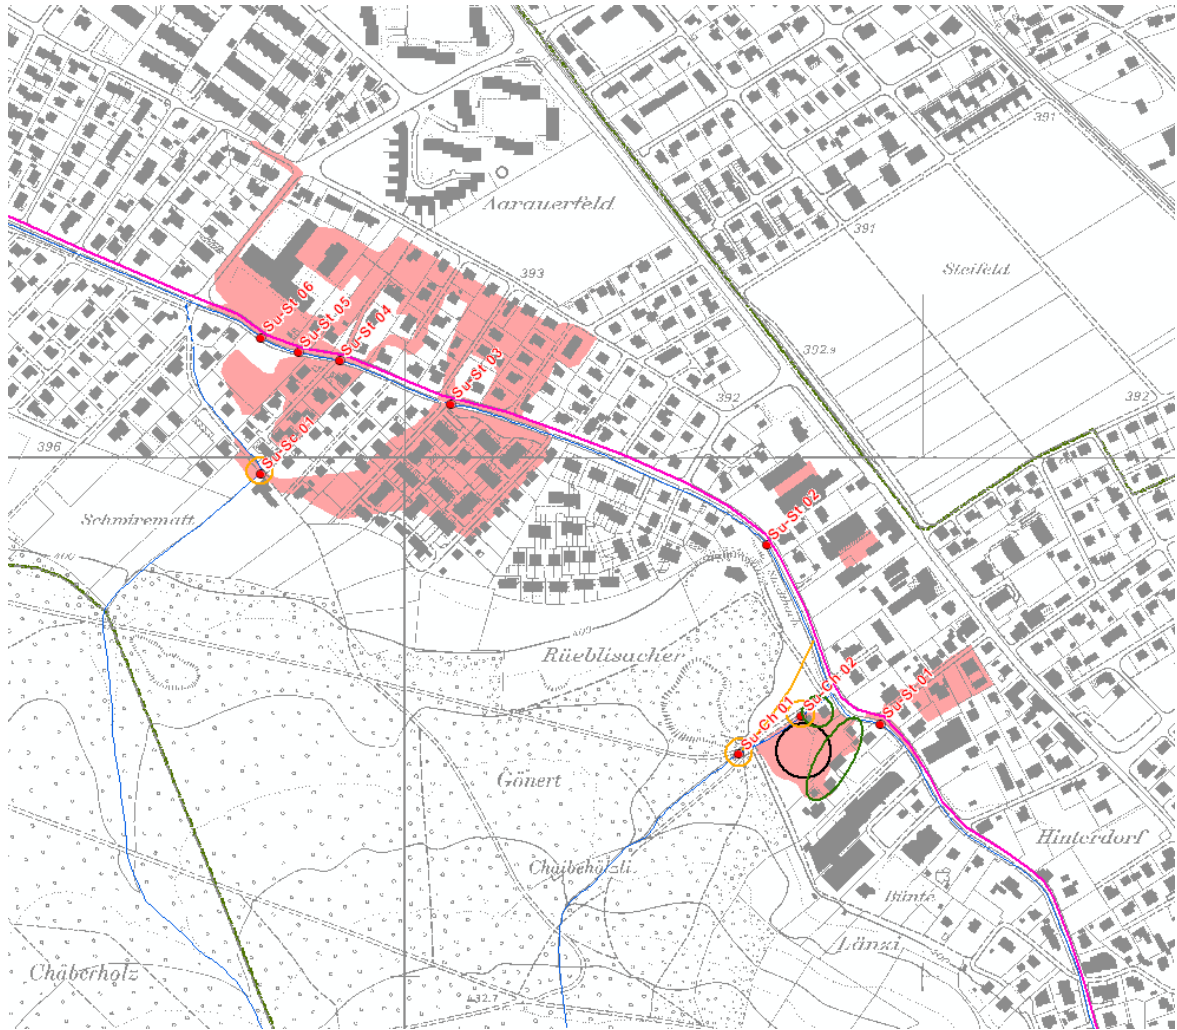 391
Aarauerfeld
391
393
Steifeld
Su-St 06
Su-St-05
Su-St-04
392.9
Su-St 03
392
392
Su-Sc 01
396
Su-St 02
Schmirematt
400
400
Rüeblisacher
Su-Ch 02
Su-St-01
Su-Ch 01
Gönert
Hinterdorf
Chaibehölzli
Bünte
Länzi
Chaberholz
432.7